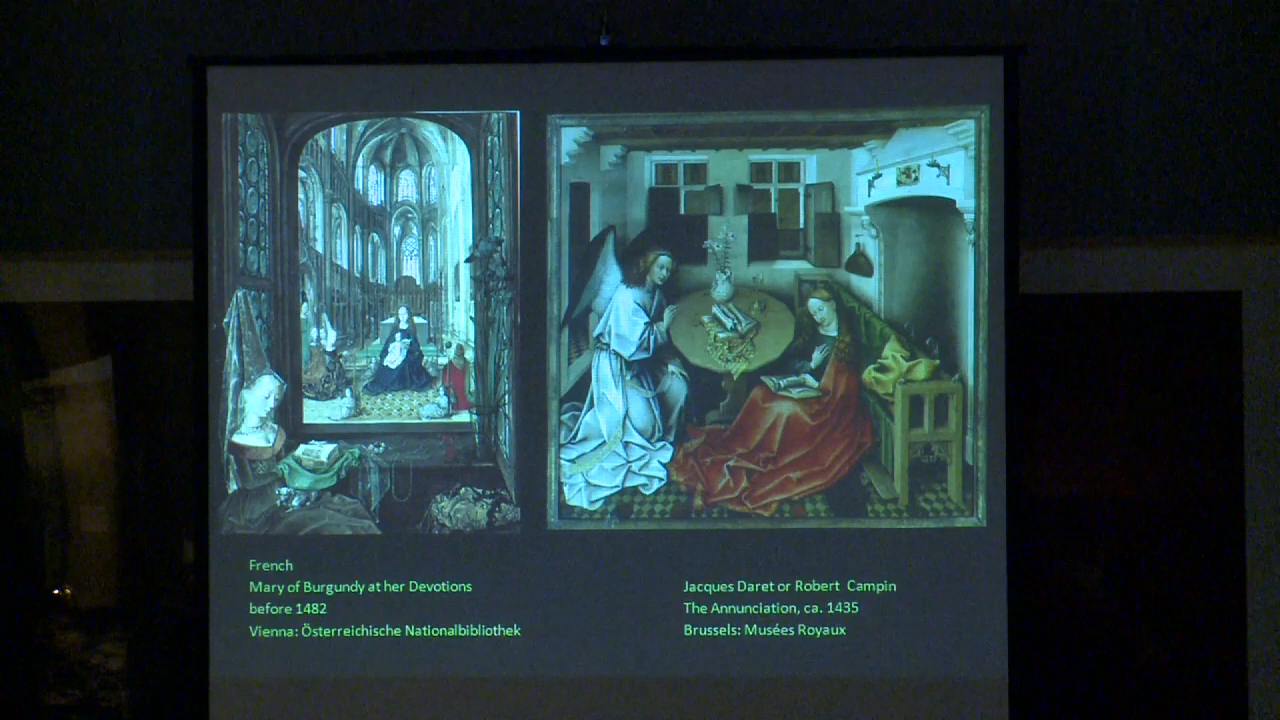 French
Mary of Burgundy at her Devotions
before 1482
Vienna: Österreichische Nationalbibliothek
Jacques Daret or Robert Campin
The Annunciation, ca. 1435
Brussels: Musées Royaux